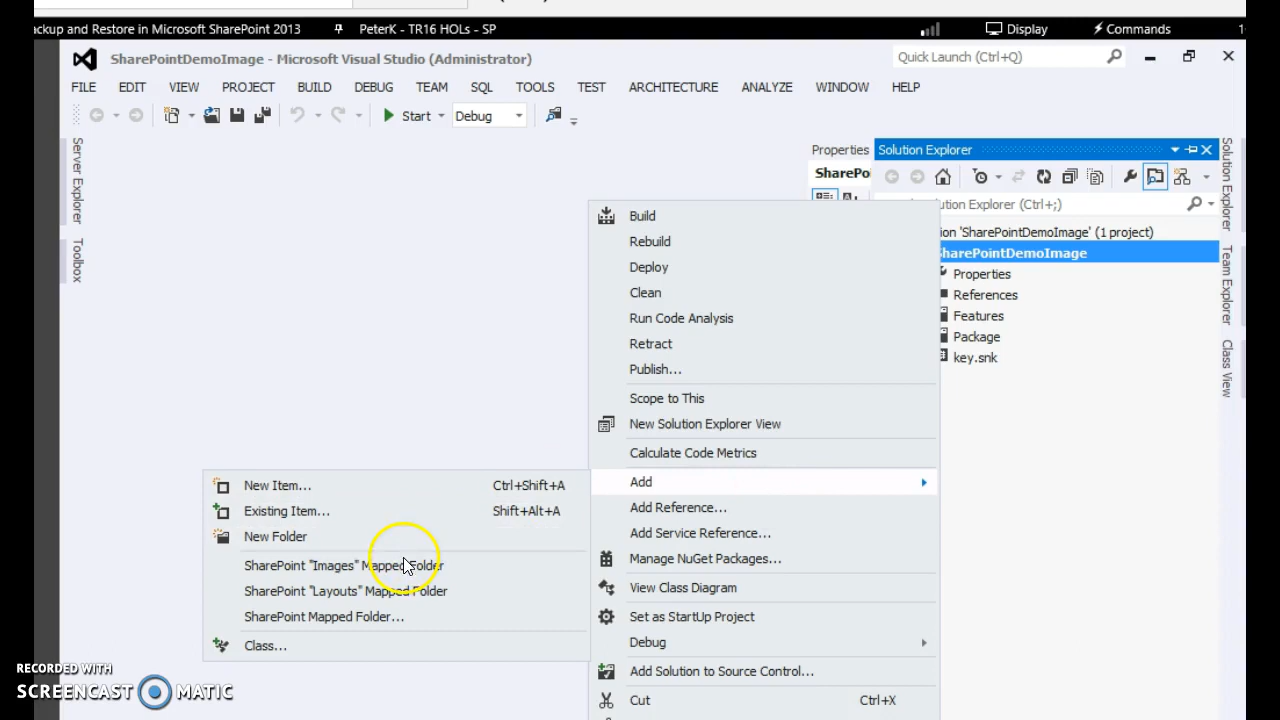 ackup and Restore in Microsoft SharePoint 2013
PeterK - TR16 HOLs - SP
Display
Commands
SharePointDemoImage - Microsoft Visual Studio (Administrator)
Quick Launch (Ctrl+Q)
FILE EDIT VIEW PROJECT BUILD DEBUG TEAM SQL TOOLS TEST ARCHITECTURE ANALYZE WINDOW HELP
Start
Debug
Server Explorer
Toolbox
Properties
SharePo
Solution Explorer
lution Explorer (Ctrl+;)
ion 'SharePointDemoImage' (1 project)
SharePointDemoImage
Properties
References
Features
Package
key.snk
Solution Explorer
Team Explorer
Class View
Build
Rebuild
Deploy
Clean
Run Code Analysis
Retract
Publish...
Scope to This
New Solution Explorer View
Calculate Code Metrics
Add
Add Reference...
Add Service Reference...
Manage NuGet Packages...
View Class Diagram
Set as StartUp Project
Debug
Add Solution to Source Control...
Cut Ctrl+X
New Item... Ctrl+Shift+A
Existing Item... Shift+Alt+A
New Folder
SharePoint "Images" Mapped Folder
SharePoint "Layouts" Mapped Folder
SharePoint Mapped Folder...
Class...
RECORDED WITH
SCREENCAST MATIC